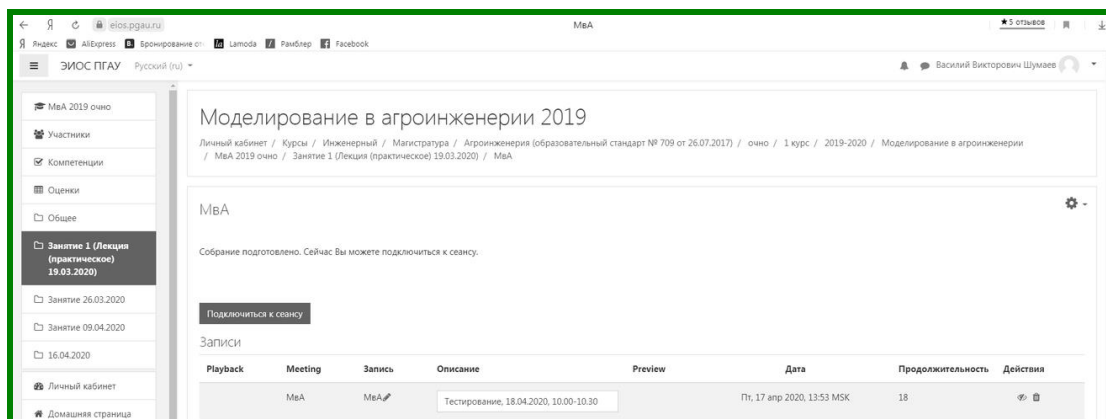 eios.pgau.ru
МвА
★5 отзывов
Яндекс AliExpress Бронирование от Lamoda Рамблер Facebook
ЭИОС ПГАУ Русский (ru)
Василий Викторович Шумаев
МвА 2019 очно
Участники
Компетенции
Оценки
Общее
Занятие 1 (Лекция
(практическое)
19.03.2020)
Занятие 26.03.2020
Занятие 09.04.2020
16.04.2020
Личный кабинет
Домашняя страница
Моделирование в агроинженерии 2019
Личный кабинет / Курсы / Инженерный / Магистратура / Агроинженерия (образовательный стандарт № 709 от 26.07.2017) / очно / 1 курс / 2019-2020 / Моделирование в агроинженерии
/ МвА 2019 очно / Занятие 1 (Лекция (практическое) 19.03.2020) / МвА
МвА
Собрание подготовлено. Сейчас Вы можете подключиться к сеансу.
Подключиться к сеансу
Записи
Playback Meeting Запись Описание Preview Дата Продолжительность Действия
МвА МвА Тестирование, 18.04.2020, 10.00-10.30 Пт, 17 апр 2020, 13:53 MSK 18